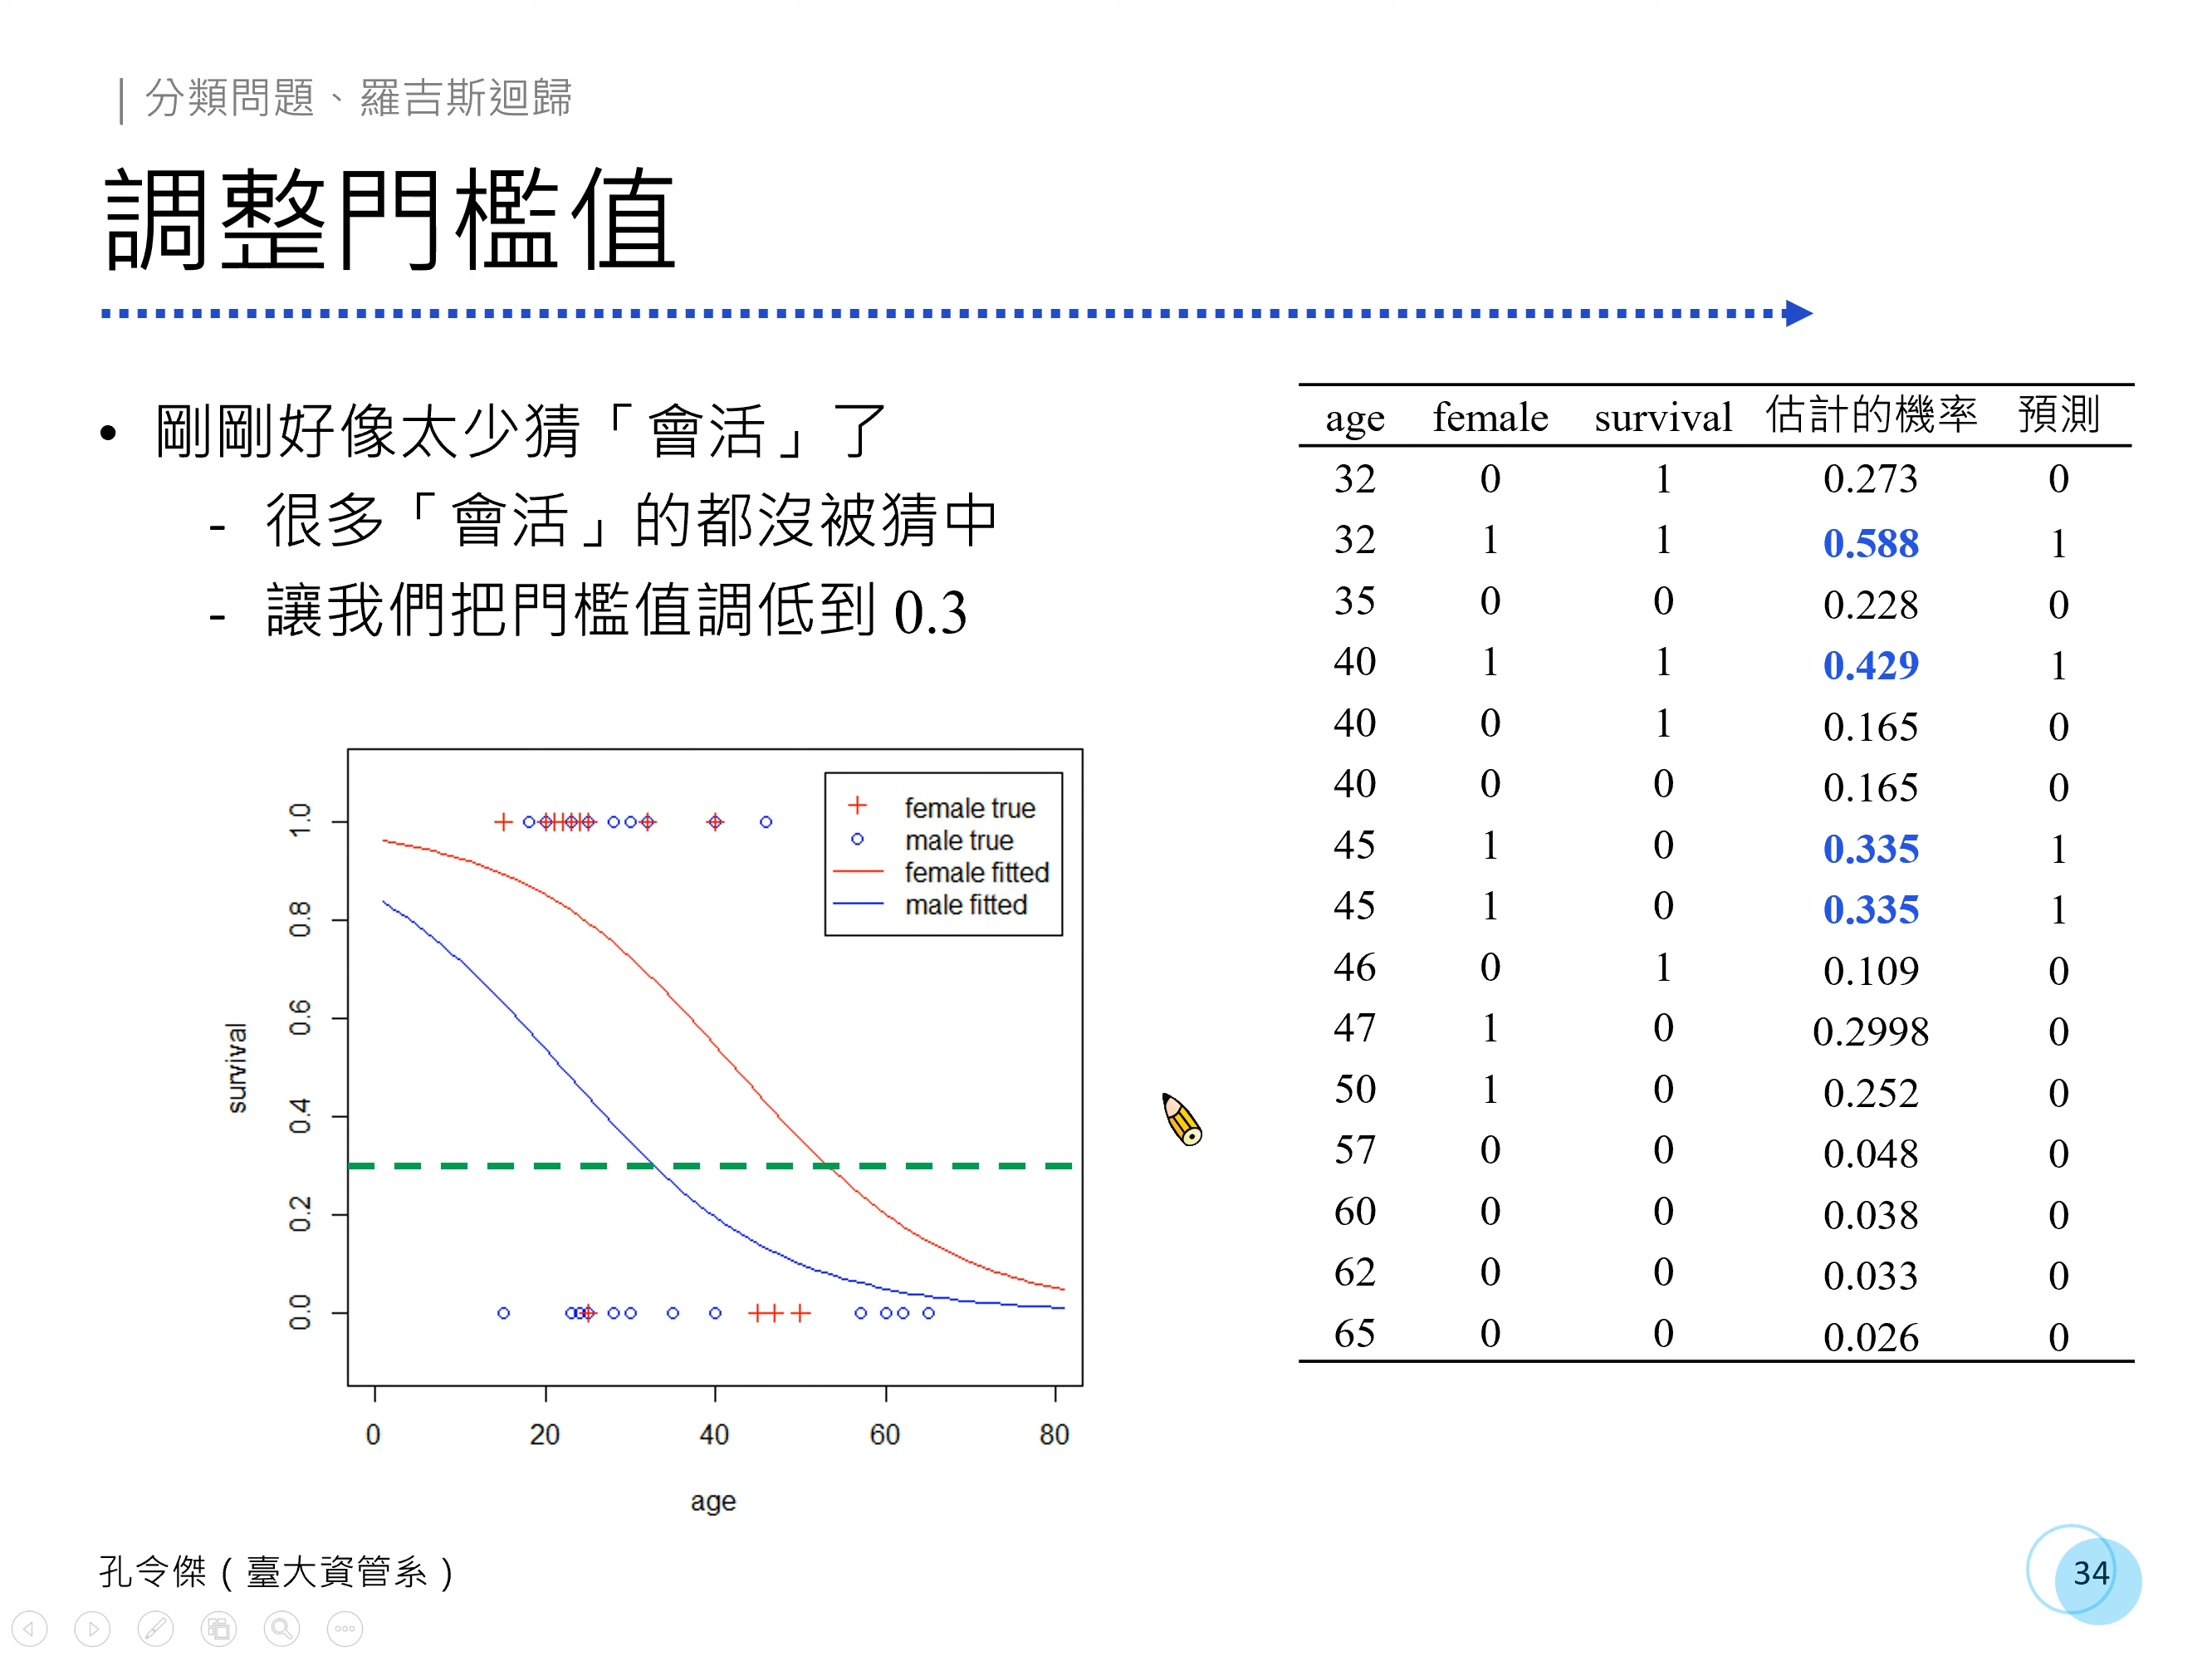 分類問題、羅吉斯迴歸
調整門檻值
• 剛剛好像太少猜「會活」了
- 很多「會活」的都沒被猜中
- 讓我們把門檻值調低到 0.3
female true
male true
female fitted
male fitted
survival
0.0 0.2 0.4 0.6 0.8 1.0
0 20 40 60 80
age
age female survival 估計的機率 預測
32 0 1 0.273 0
32 1 1 0.588 1
35 0 0 0.228 0
40 1 1 0.429 1
40 0 1 0.165 0
40 0 0 0.165 0
45 1 0 0.335 1
45 1 0 0.335 1
46 0 1 0.109 0
47 1 0 0.2998 0
50 1 0 0.252 0
57 0 0 0.048 0
60 0 0 0.038 0
62 0 0 0.033 0
65 0 0 0.026 0
孔令傑（臺大資管系）
34